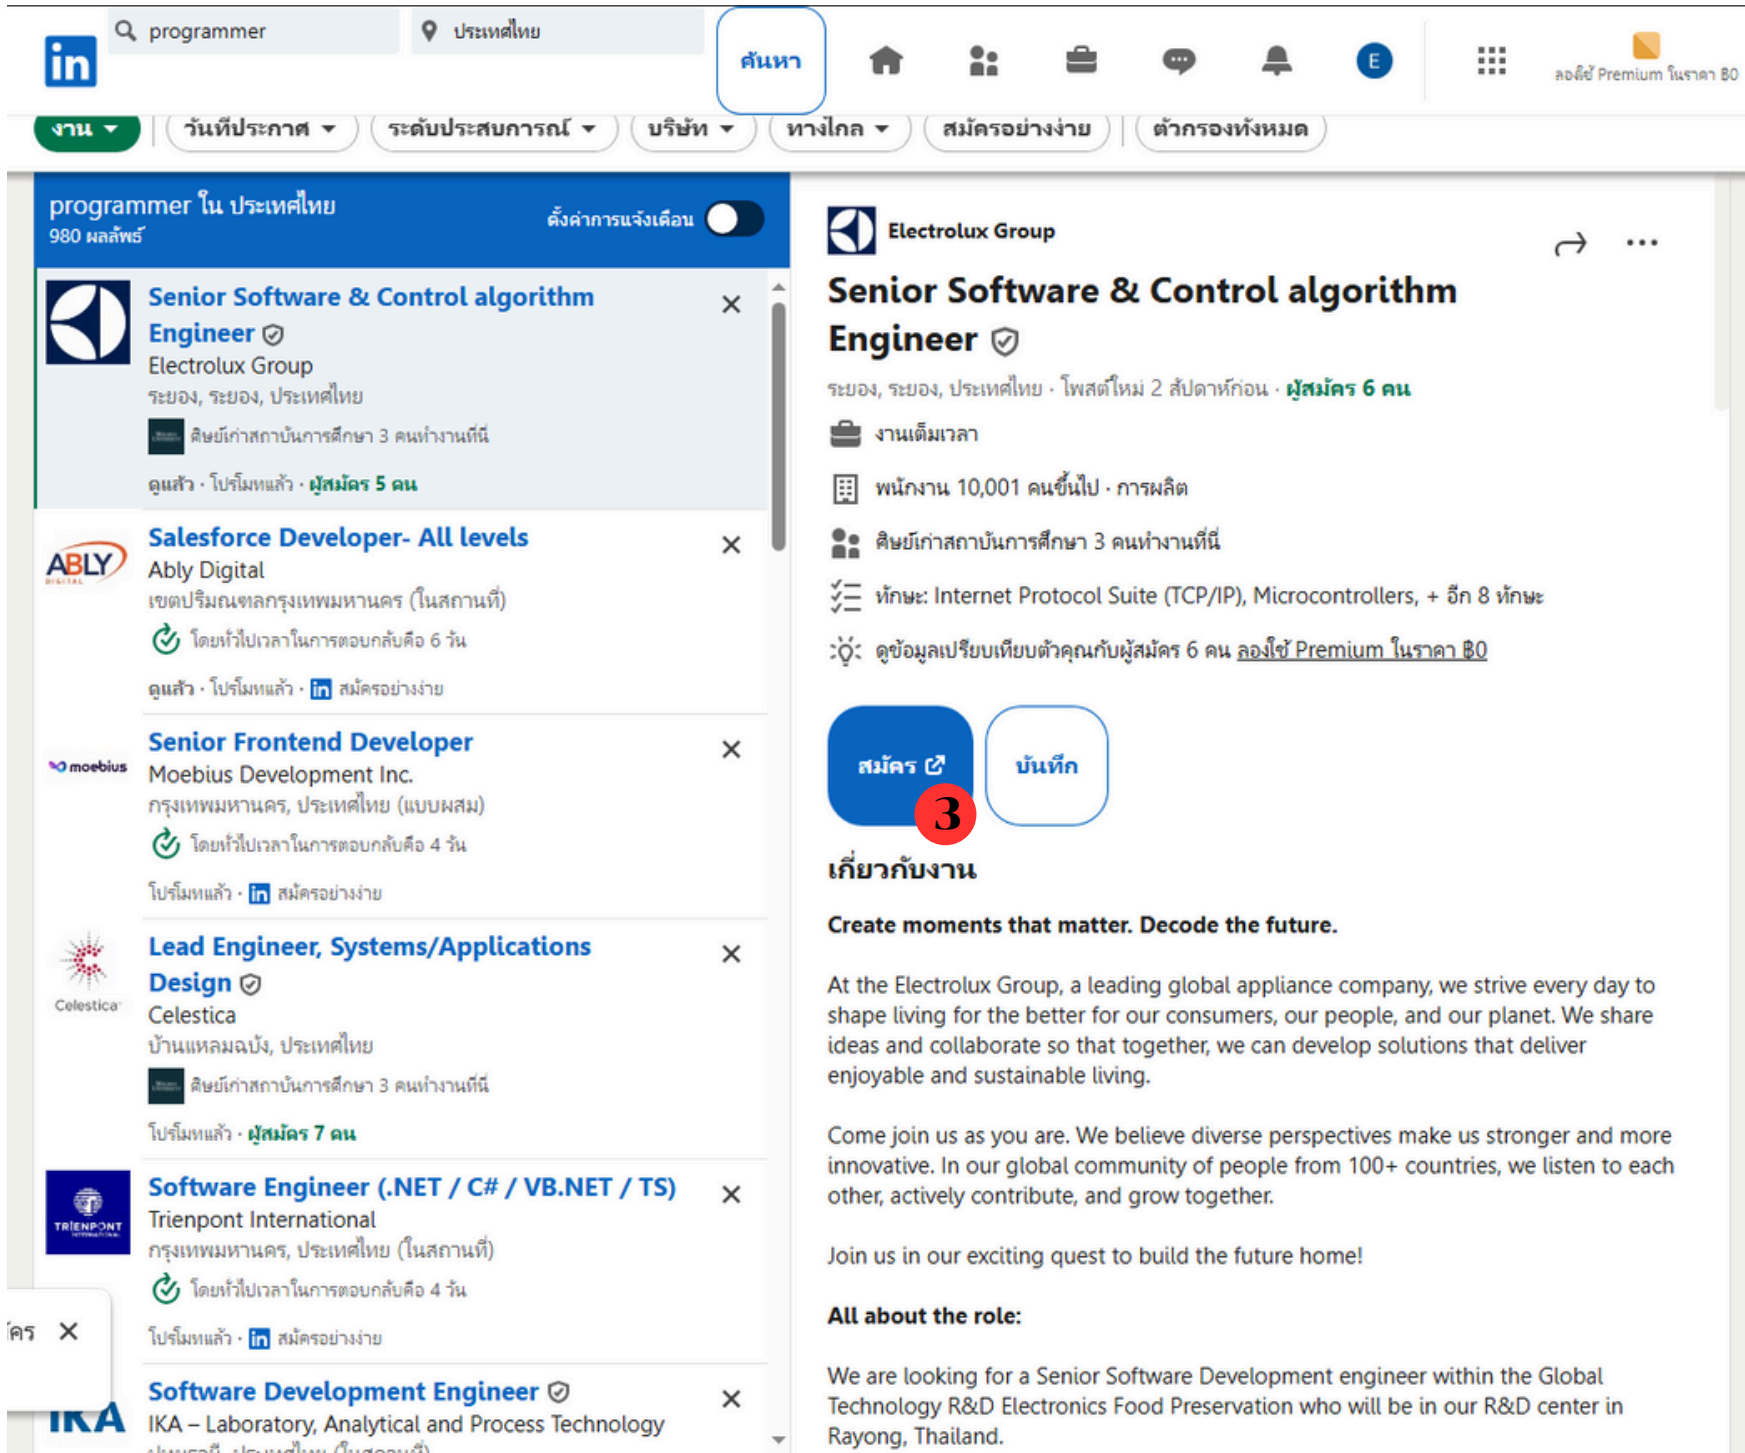 in
programmer
ประเทศไทย
ค้นหา
E
ลองใช้ Premium ในราคา ฿0
งาน
วันที่ประกาศ
ระดับประสบการณ์
บริษัท
ทางไกล
สมัครอย่างง่าย
ตัวกรองทั้งหมด
programmer ใน ประเทศไทย
980 ผลลัพธ์
ตั้งค่าการแจ้งเตือน
Senior Software & Control algorithm
Engineer
Electrolux Group
ระยอง, ระยอง, ประเทศไทย
ศิษย์เก่าสถาบันการศึกษา 3 คนทำงานที่นี่
ดูแล้ว · โปรโมทแล้ว · ผู้สมัคร 5 คน
ABLY
DIGITAL
Salesforce Developer- All levels
Ably Digital
เขตปริมณฑลกรุงเทพมหานคร (ในสถานที่)
โดยทั่วไปเวลาในการตอบกลับคือ 6 วัน
ดูแล้ว · โปรโมทแล้ว · in สมัครอย่างง่าย
moebius
Senior Frontend Developer
Moebius Development Inc.
กรุงเทพมหานคร, ประเทศไทย (แบบผสม)
โดยทั่วไปเวลาในการตอบกลับคือ 4 วัน
โปรโมทแล้ว · in สมัครอย่างง่าย
Celestica
Lead Engineer, Systems/Applications
Design
Celestica
บ้านแหลมฉบัง, ประเทศไทย
ศิษย์เก่าสถาบันการศึกษา 3 คนทำงานที่นี่
โปรโมทแล้ว · ผู้สมัคร 7 คน
TRIENPONT
INTERNATIONAL
Software Engineer (.NET / C# / VB.NET / TS)
Trienpont International
กรุงเทพมหานคร, ประเทศไทย (ในสถานที่)
โดยทั่วไปเวลาในการตอบกลับคือ 4 วัน
โปรโมทแล้ว · in สมัครอย่างง่าย
IKA
Software Development Engineer
IKA – Laboratory, Analytical and Process Technology
ปทุมธานี, ประเทศไทย (ในสถานที่)
Electrolux Group
Senior Software & Control algorithm
Engineer
ระยอง, ระยอง, ประเทศไทย · โพสต์ใหม่ 2 สัปดาห์ก่อน · ผู้สมัคร 6 คน
งานเต็มเวลา
พนักงาน 10,001 คนขึ้นไป · การผลิต
ศิษย์เก่าสถาบันการศึกษา 3 คนทำงานที่นี่
ทักษะ: Internet Protocol Suite (TCP/IP), Microcontrollers, + อีก 8 ทักษะ
ดูข้อมูลเปรียบเทียบตัวคุณกับผู้สมัคร 6 คน ลองใช้ Premium ในราคา ฿0
สมัคร
บันทึก
3
เกี่ยวกับงาน
Create moments that matter. Decode the future.
At the Electrolux Group, a leading global appliance company, we strive every day to
shape living for the better for our consumers, our people, and our planet. We share
ideas and collaborate so that together, we can develop solutions that deliver
enjoyable and sustainable living.
Come join us as you are. We believe diverse perspectives make us stronger and more
innovative. In our global community of people from 100+ countries, we listen to each
other, actively contribute, and grow together.
Join us in our exciting quest to build the future home!
All about the role:
We are looking for a Senior Software Development engineer within the Global
Technology R&D Electronics Food Preservation who will be in our R&D center in
Rayong, Thailand.